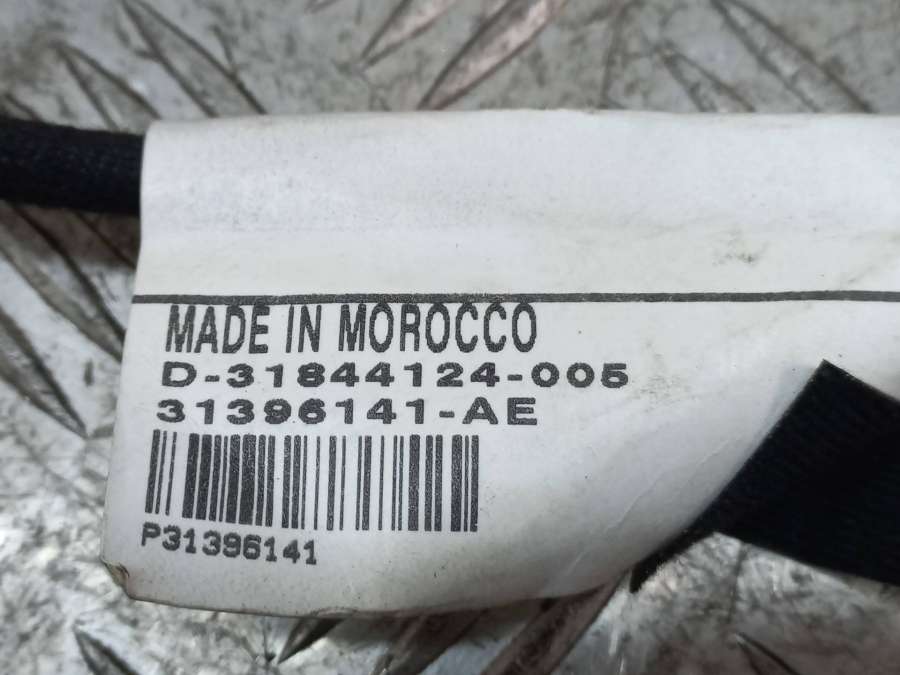 MADE IN MOROCCO
D-31844124-005
31396141-AE
P31396141